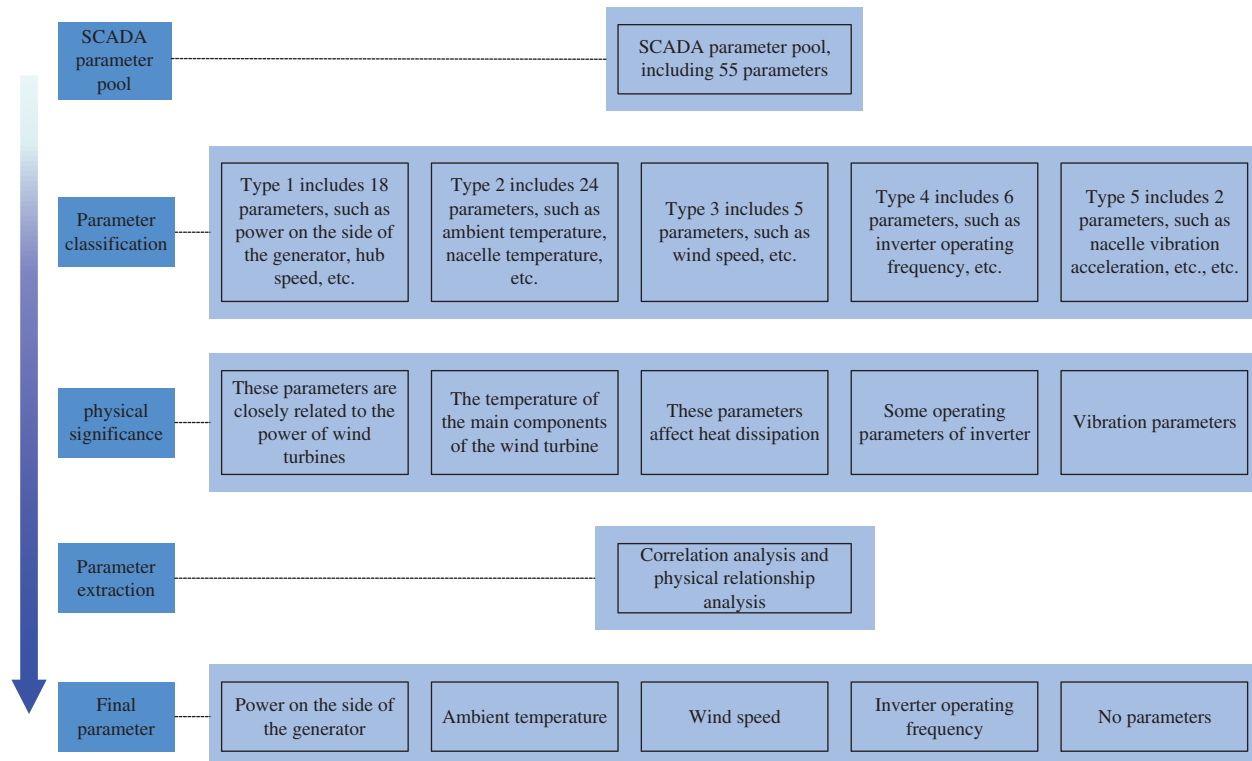 SCADA
parameter
pool
SCADA parameter pool,
including 55 parameters
Parameter
classification
Type 1 includes 18
parameters, such as
power on the side of
the generator, hub
speed, etc.
Type 2 includes 24
parameters, such as
ambient temperature,
nacelle temperature,
etc.
Type 3 includes 5
parameters, such as
wind speed, etc.
Type 4 includes 6
parameters, such as
inverter operating
frequency, etc.
Type 5 includes 2
parameters, such as
nacelle vibration
acceleration, etc., etc.
physical
significance
These parameters are
closely related to the
power of wind
turbines
The temperature of
the main components
of the wind turbine
These parameters
affect heat dissipation
Some operating
parameters of inverter
Vibration parameters
Parameter
extraction
Correlation analysis and
physical relationship
analysis
Final
parameter
Power on the side of
the generator
Ambient temperature
Wind speed
Inverter operating
frequency
No parameters